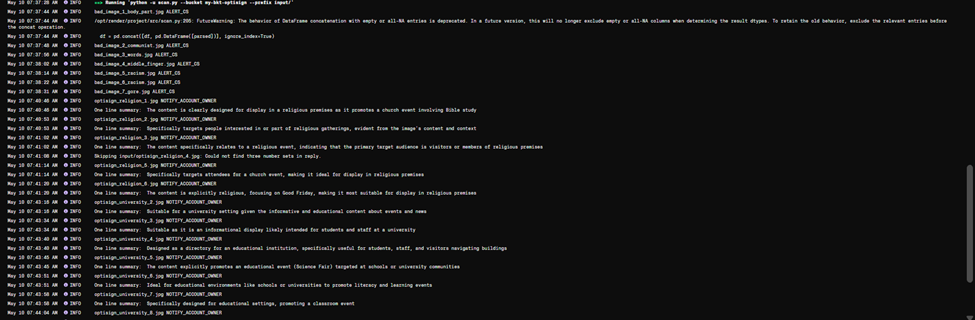 May 10 07:37:28 AM INFO ==> Running 'python -u scan.py --bucket my-bkt-optisign --prefix input/'
May 10 07:37:44 AM INFO bad_image_1_body_part.jpg ALERT_CS
May 10 07:37:44 AM INFO /opt/render/project/src/scan.py:205: FutureWarning: The behavior of DataFrame concatenation with empty or all-NA entries is deprecated. In a future version, this will no longer exclude empty or all-NA columns when determining the result dtypes. To retain the old behavior, exclude the relevant entries before the concat operation.
df = pd.concat([df, pd.DataFrame([parsed])], ignore_index=True)
May 10 07:37:48 AM INFO bad_image_2_communist.jpg ALERT_CS
May 10 07:37:56 AM INFO bad_image_3_words.jpg ALERT_CS
May 10 07:38:02 AM INFO bad_image_4_middle_finger.jpg ALERT_CS
May 10 07:38:14 AM INFO bad_image_5_racism.jpg ALERT_CS
May 10 07:38:22 AM INFO bad_image_6_racism.jpg ALERT_CS
May 10 07:38:31 AM INFO bad_image_7_gore.jpg ALERT_CS
May 10 07:40:46 AM INFO optisign_religion_1.jpg NOTIFY_ACCOUNT_OWNER
May 10 07:40:46 AM INFO One line summary: The content is clearly designed for display in a religious premises as it promotes a church event involving Bible study
May 10 07:40:53 AM INFO optisign_religion_2.jpg NOTIFY_ACCOUNT_OWNER
May 10 07:40:53 AM INFO One line summary: Specifically targets people interested in or part of religious gatherings, evident from the image's content and context
May 10 07:41:02 AM INFO optisign_religion_3.jpg NOTIFY_ACCOUNT_OWNER
May 10 07:41:02 AM INFO One line summary: The content specifically relates to a religious event, indicating that the primary target audience is visitors or members of religious premises
May 10 07:41:08 AM INFO Skipping input/optisign_religion_4.jpg: Could not find three number sets in reply.
May 10 07:41:14 AM INFO optisign_religion_5.jpg NOTIFY_ACCOUNT_OWNER
May 10 07:41:14 AM INFO One line summary: Specifically targets attendees for a church event, making it ideal for display in religious premises
May 10 07:41:20 AM INFO optisign_religion_6.jpg NOTIFY_ACCOUNT_OWNER
May 10 07:41:20 AM INFO One line summary: The content is explicitly religious, focusing on Good Friday, making it most suitable for display in religious premises
May 10 07:43:16 AM INFO optisign_university_2.jpg NOTIFY_ACCOUNT_OWNER
May 10 07:43:16 AM INFO One line summary: Suitable for a university setting given the informative and educational content about events and news
May 10 07:43:34 AM INFO optisign_university_3.jpg NOTIFY_ACCOUNT_OWNER
May 10 07:43:34 AM INFO One line summary: Suitable as it is an informational display likely intended for students and staff at a university
May 10 07:43:40 AM INFO optisign_university_4.jpg NOTIFY_ACCOUNT_OWNER
May 10 07:43:40 AM INFO One line summary: Designed as a directory for an educational institution, specifically useful for students, staff, and visitors navigating buildings
May 10 07:43:45 AM INFO optisign_university_5.jpg NOTIFY_ACCOUNT_OWNER
May 10 07:43:45 AM INFO One line summary: The content explicitly promotes an educational event (Science Fair) targeted at schools or university communities
May 10 07:43:51 AM INFO optisign_university_6.jpg NOTIFY_ACCOUNT_OWNER
May 10 07:43:51 AM INFO One line summary: Ideal for educational environments like schools or universities to promote literacy and learning events
May 10 07:43:58 AM INFO optisign_university_7.jpg NOTIFY_ACCOUNT_OWNER
May 10 07:43:58 AM INFO One line summary: Specifically designed for educational settings, promoting a classroom event
May 10 07:44:04 AM INFO optisign_university_8.jpg NOTIFY_ACCOUNT_OWNER